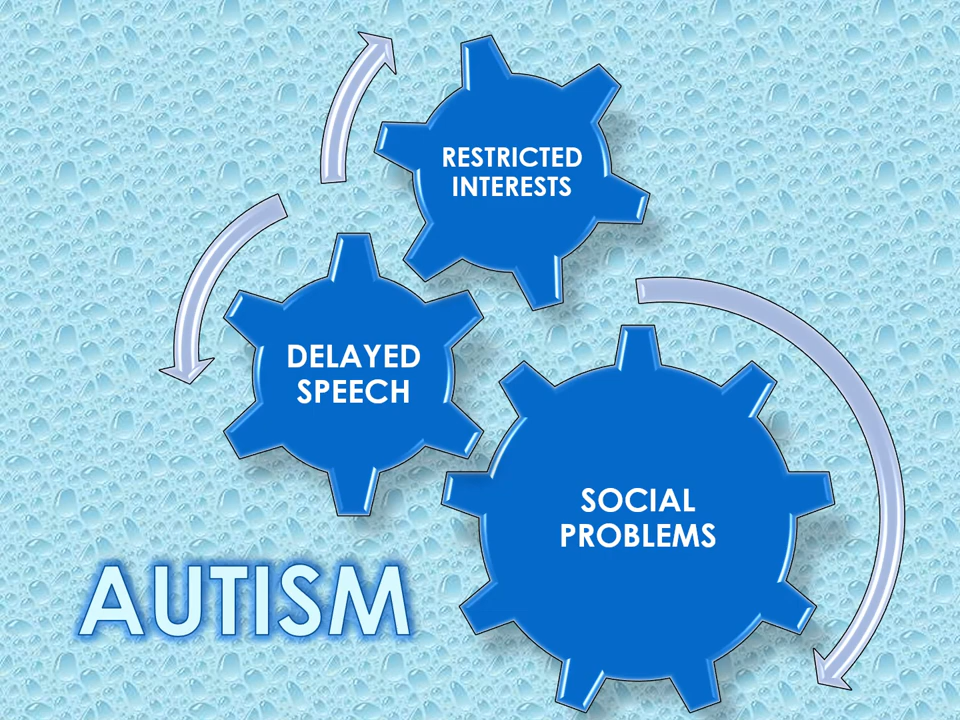 RESTRICTED
INTERESTS
DELAYED
SPEECH
SOCIAL
PROBLEMS
AUTISM